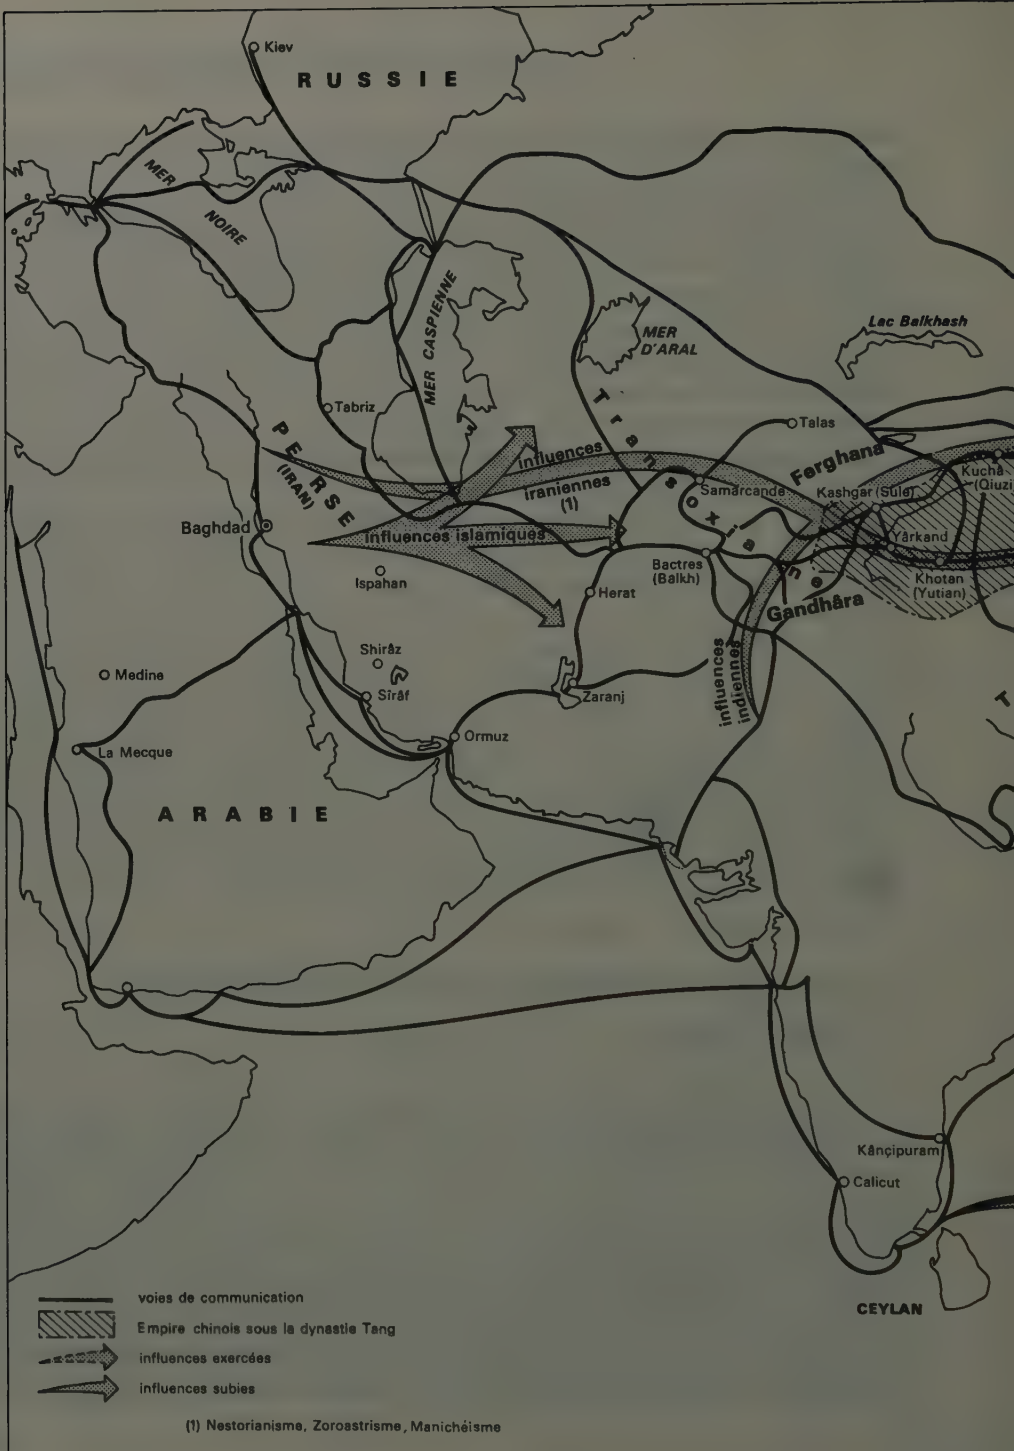 Kiev
RUSSIE
MER
NOIRE
MER CASPIENNE
MER
D'ARAL
Lac Balkhash
Tabriz
Talas
PERSE
(IRAN)
Transoxiane
influences
iraniennes
(1)
Ferghana
Samarcande
Kashgar (Sule)
Kuchâ
(Qiuzi
Baghdad
influences islamiques
Yârkand
Ispahan
Bactres
(Balkh)
Khotan
(Yutian)
Herat
Gandhâra
Shirâz
Medine
Sîrâf
Zaranj
influences
indiennes
T
La Mecque
Ormuz
ARABIE
Kânçipuram
Calicut
CEYLAN
voies de communication
Empire chinois sous la dynastie Tang
influences exercées
influences subies
(1) Nestorianisme, Zoroastrisme, Manichéisme